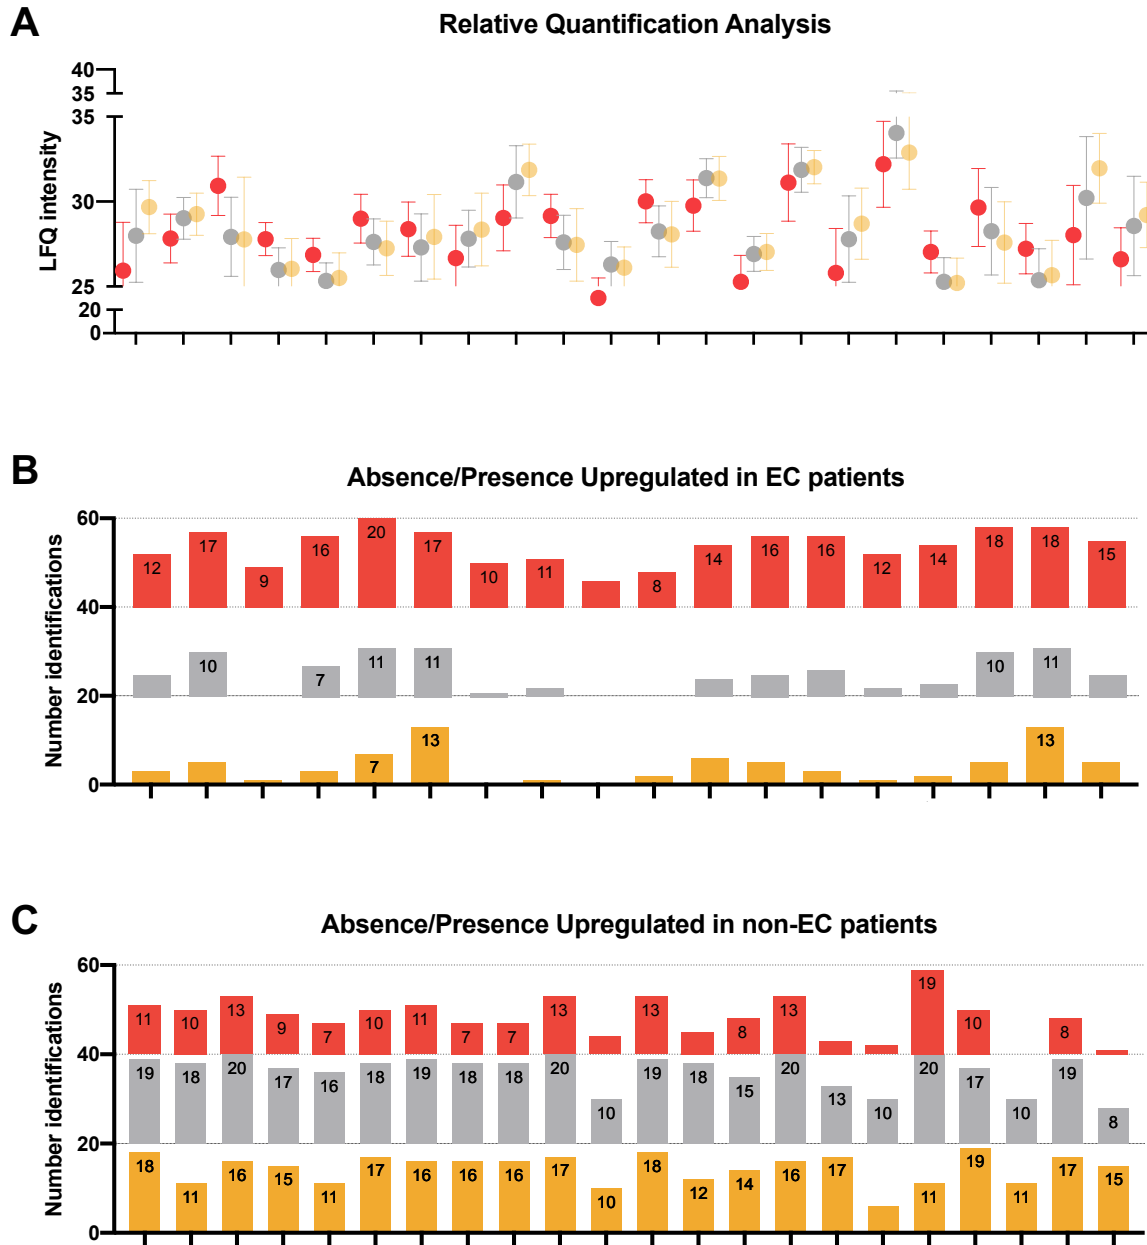 A
Relative Quantification Analysis
LFQ intensity
40
35
35
30
25
20
0
B
Absence/Presence Upregulated in EC patients
Number identifications
60
40
20
0
12 17 9 16 20 17 10 11 8 14 16 16 12 14 18 18 15
10 7 11 11 10 11
7 13 13
C
Absence/Presence Upregulated in non-EC patients
Number identifications
60
40
20
0
11 10 13 9 7 10 11 7 7 13 13 8 13 19 10 8
19 18 20 17 16 18 19 18 18 20 10 19 18 15 20 13 10 20 17 10 19 8
18 11 16 15 11 17 16 16 16 17 10 18 12 14 16 17 11 19 11 17 15